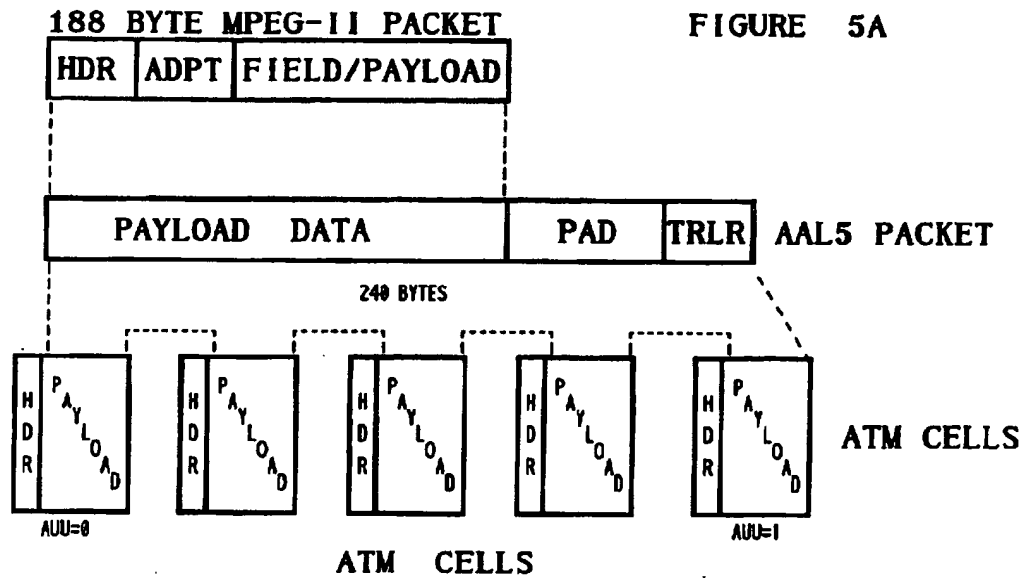 188 BYTE MPEG-II PACKET
FIGURE 5A
HDR ADPT FIELD/PAYLOAD
PAYLOAD DATA PAD TRLR AAL5 PACKET
240 BYTES
HDR PAYLOAD HDR PAYLOAD HDR PAYLOAD HDR PAYLOAD HDR PAYLOAD
ATM CELLS
AUU=0
AUU=1
ATM CELLS